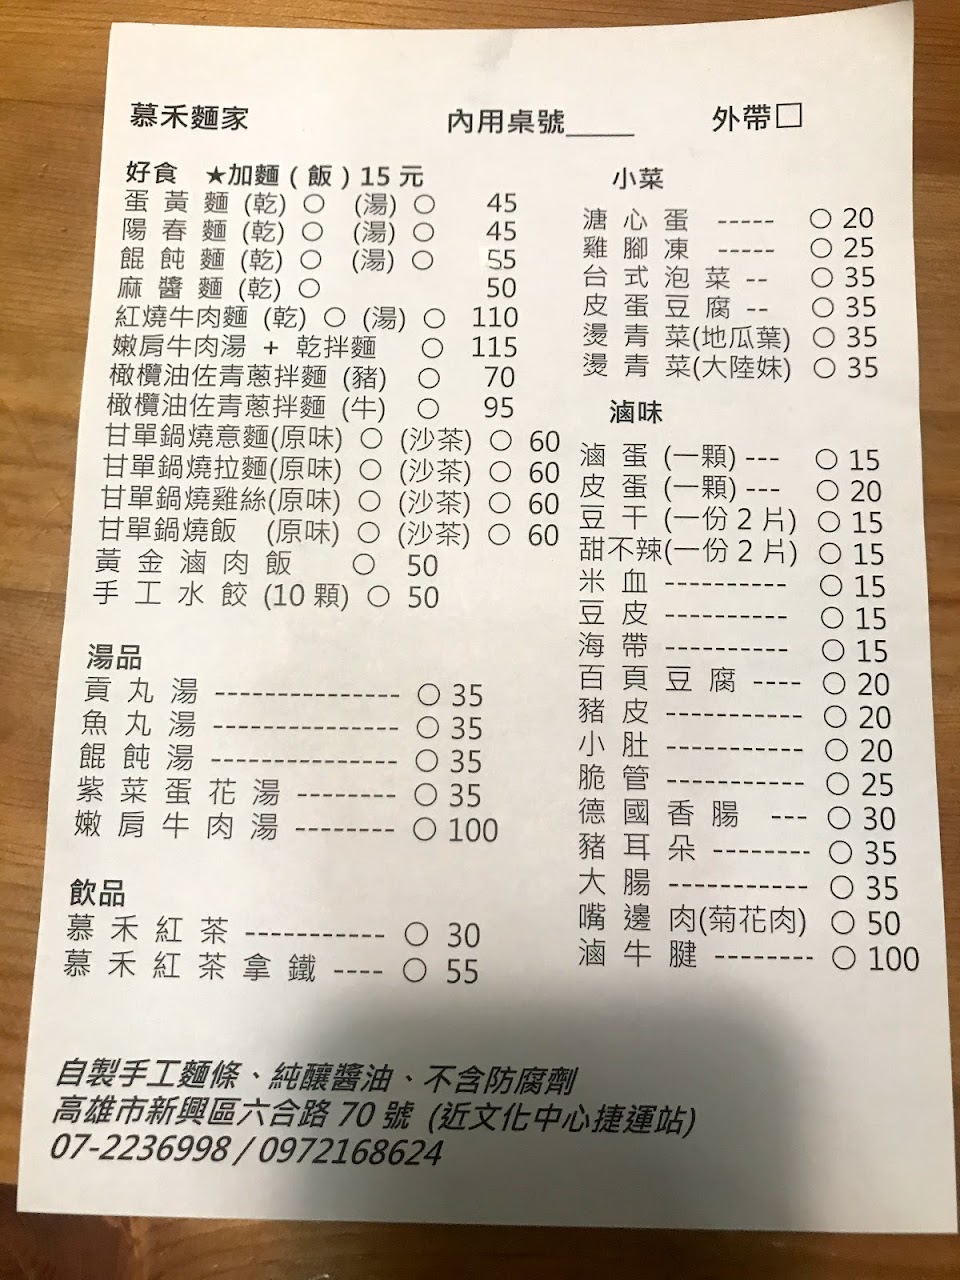 慕禾麵家 內用桌號_____ 外帶□
好食 ★加麵(飯)15元
蛋黃麵(乾)○ (湯)○ 45
陽春麵(乾)○ (湯)○ 45
餛飩麵(乾)○ (湯)○ 55
麻醬麵(乾)○ 50
紅燒牛肉麵(乾)○(湯)○ 110
嫩肩牛肉湯 + 乾拌麵 ○ 115
橄欖油佐青蔥拌麵(豬) ○ 70
橄欖油佐青蔥拌麵(牛) ○ 95
甘單鍋燒意麵(原味)○(沙茶)○ 60
甘單鍋燒拉麵(原味)○(沙茶)○ 60
甘單鍋燒雞絲(原味)○(沙茶)○ 60
甘單鍋燒飯 (原味)○(沙茶)○ 60
黃金滷肉飯 ○ 50
手工水餃(10顆)○ 50
湯品
貢丸湯 --------------- ○ 35
魚丸湯 --------------- ○ 35
餛飩湯 --------------- ○ 35
紫菜蛋花湯 -------- ○ 35
嫩肩牛肉湯 -------- ○ 100
飲品
慕禾紅茶 ----------- ○ 30
慕禾紅茶拿鐵 ---- ○ 55
小菜
溏心蛋 ----- ○ 20
雞腳凍 ----- ○ 25
台式泡菜 -- ○ 35
皮蛋豆腐 -- ○ 35
燙青菜(地瓜葉) ○ 35
燙青菜(大陸妹) ○ 35
滷味
滷蛋(一顆) --- ○ 15
皮蛋(一顆) --- ○ 20
豆干(一份2片) ○ 15
甜不辣(一份2片) ○ 15
米血 ---------- ○ 15
豆皮 ---------- ○ 15
海帶 ---------- ○ 15
百頁豆腐 ---- ○ 20
豬皮 ----------- ○ 20
小肚 ----------- ○ 20
脆管 ----------- ○ 25
德國香腸 --- ○ 30
豬耳朵 -------- ○ 35
大腸 ----------- ○ 35
嘴邊肉(菊花肉) ○ 50
滷牛腱 -------- ○ 100
自製手工麵條、純釀醬油、不含防腐劑
高雄市新興區六合路70號 (近文化中心捷運站)
07-2236998 / 0972168624